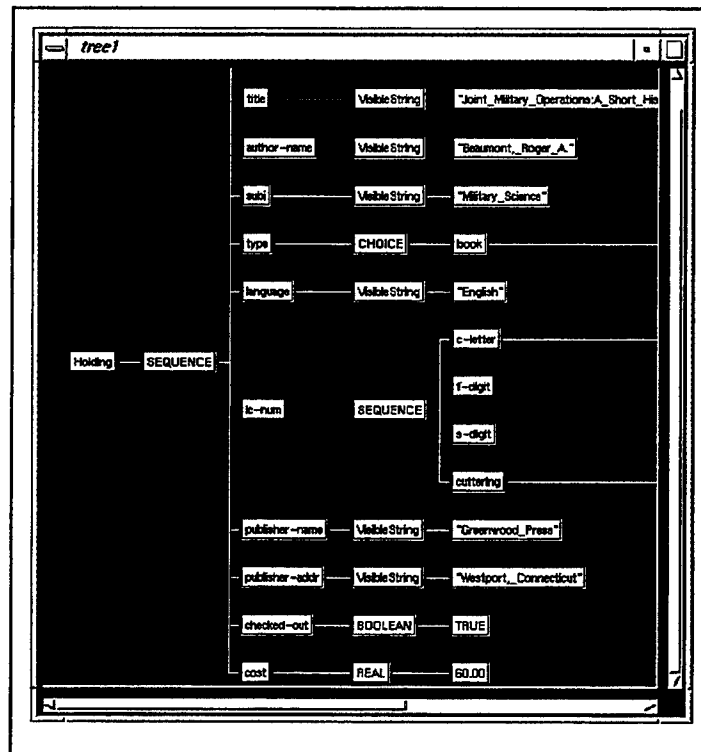 tree1
title VisibleString "Joint_Military_Operations:A_Short_His
author-name VisibleString "Beaumont,_Roger_A."
subj VisibleString "Military_Science"
type CHOICE book
language VisibleString "English"
c-letter
Holding SEQUENCE
f-digit
lc-num SEQUENCE
s-digit
cuttering
publisher-name VisibleString "Greenwood_Press"
publisher-addr VisibleString "Westport,_Connecticut"
checked-out BOOLEAN TRUE
cost REAL 60.00